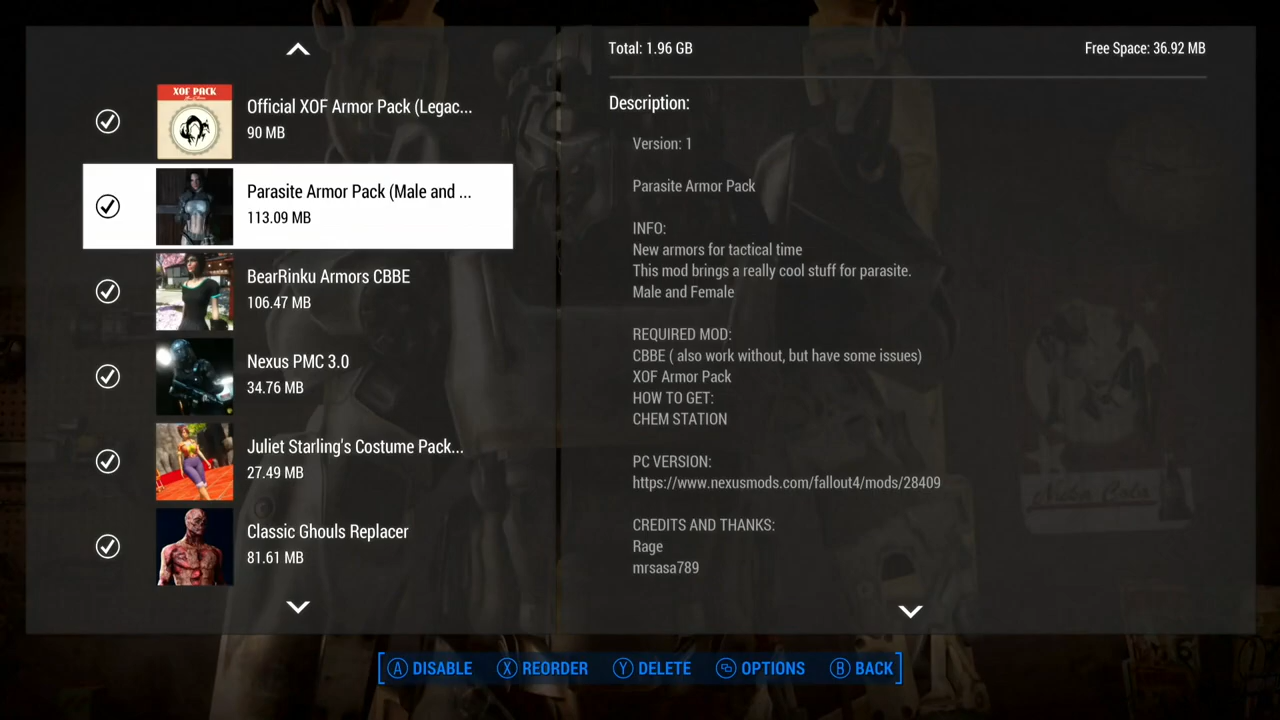 Total: 1.96 GB
Free Space: 36.92 MB
XOF PACK
Official XOF Armor Pack (Legac...
90 MB
Parasite Armor Pack (Male and ...
113.09 MB
BearRinku Armors CBBE
106.47 MB
Nexus PMC 3.0
34.76 MB
Juliet Starling's Costume Pack...
27.49 MB
Classic Ghouls Replacer
81.61 MB
Description:
Version: 1
Parasite Armor Pack
INFO:
New armors for tactical time
This mod brings a really cool stuff for parasite.
Male and Female
REQUIRED MOD:
CBBE ( also work without, but have some issues)
XOF Armor Pack
HOW TO GET:
CHEM STATION
PC VERSION:
https://www.nexusmods.com/fallout4/mods/28409
CREDITS AND THANKS:
Rage
mrsasa789
Nuka Cola
A DISABLE X REORDER Y DELETE OPTIONS B BACK